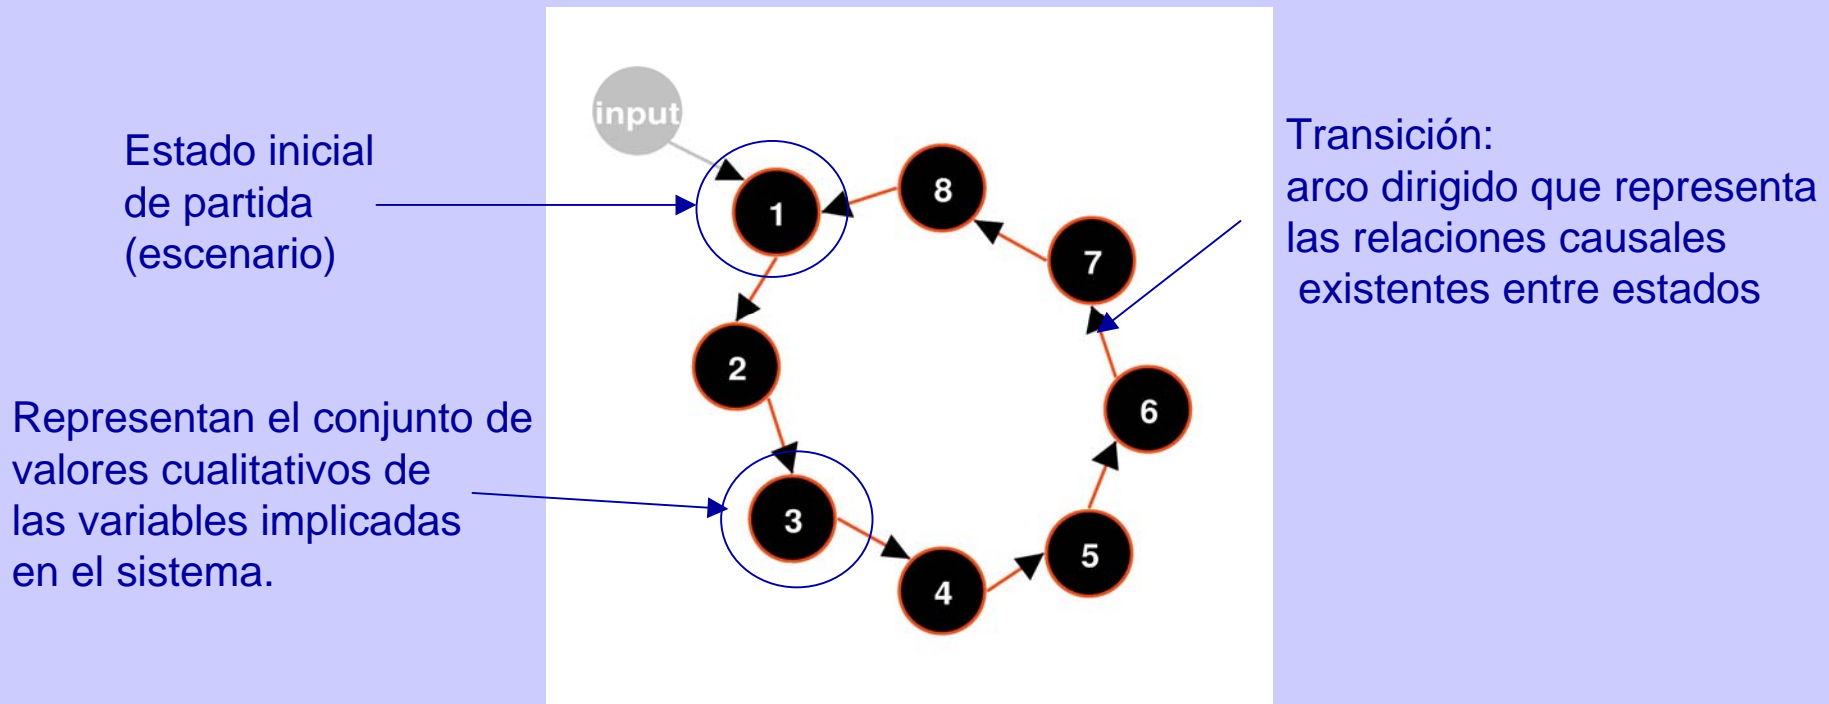 Estado inicial
de partida
(escenario)
Representan el conjunto de
valores cualitativos de
las variables implicadas
en el sistema.
input
1
2
3
4
5
6
7
8
Transición:
arco dirigido que representa
las relaciones causales
existentes entre estados